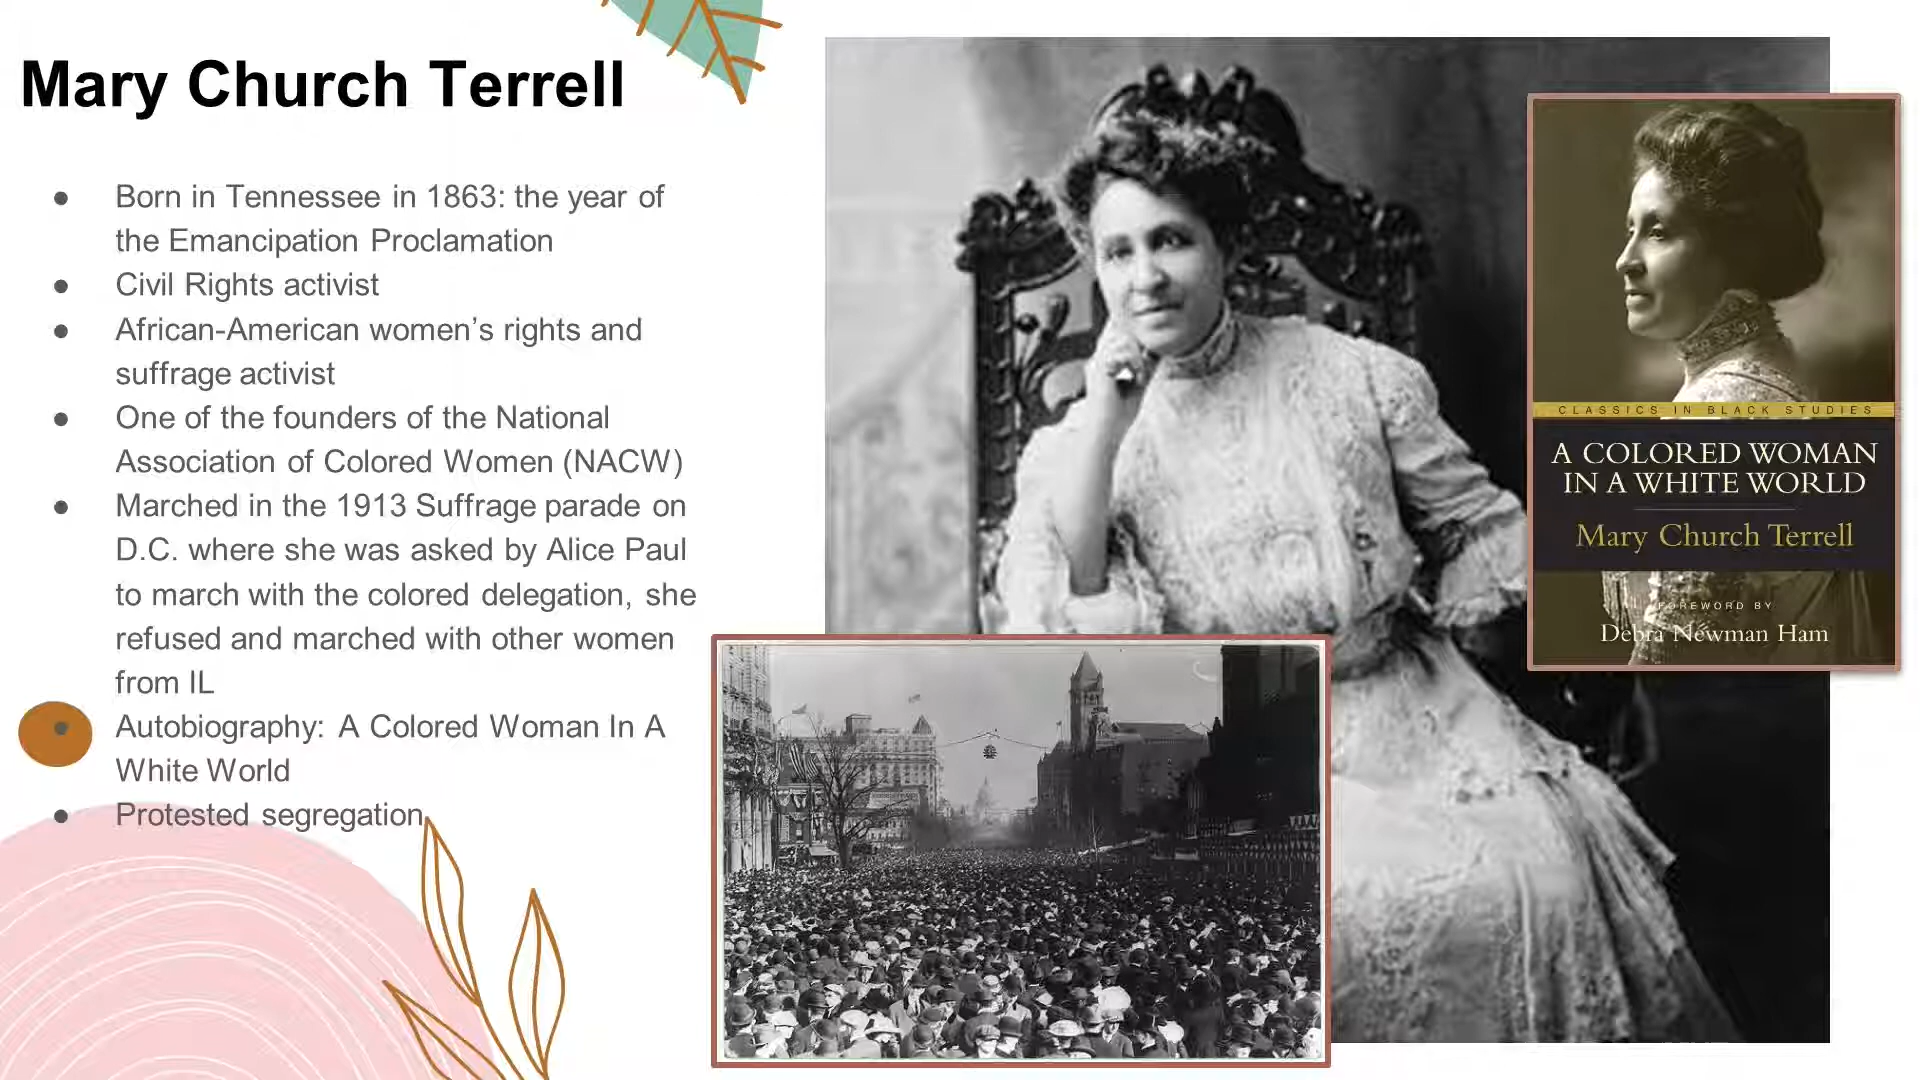 Mary Church Terrell
● Born in Tennessee in 1863: the year of
the Emancipation Proclamation
● Civil Rights activist
● African-American women’s rights and
suffrage activist
● One of the founders of the National
Association of Colored Women (NACW)
● Marched in the 1913 Suffrage parade on
D.C. where she was asked by Alice Paul
to march with the colored delegation, she
refused and marched with other women
from IL
● Autobiography: A Colored Woman In A
White World
● Protested segregation
CLASSICS IN BLACK STUDIES
A COLORED WOMAN
IN A WHITE WORLD
Mary Church Terrell
FOREWORD BY
Debra Newman Ham